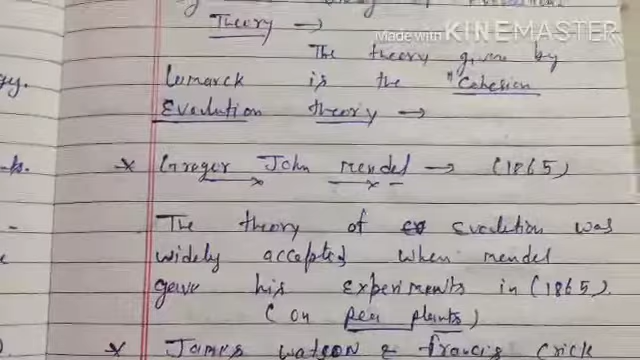 Made with KINEMASTER
Theory →
The theory given by
gy.
Lamarck is the "Cohesion
Evolution theory →
* Gregor John Mendel → (1865)
The theory of evolution was
widely accepted when mendel
gave his experiments in (1865).
(on pea plants)
* James watson & francis crick